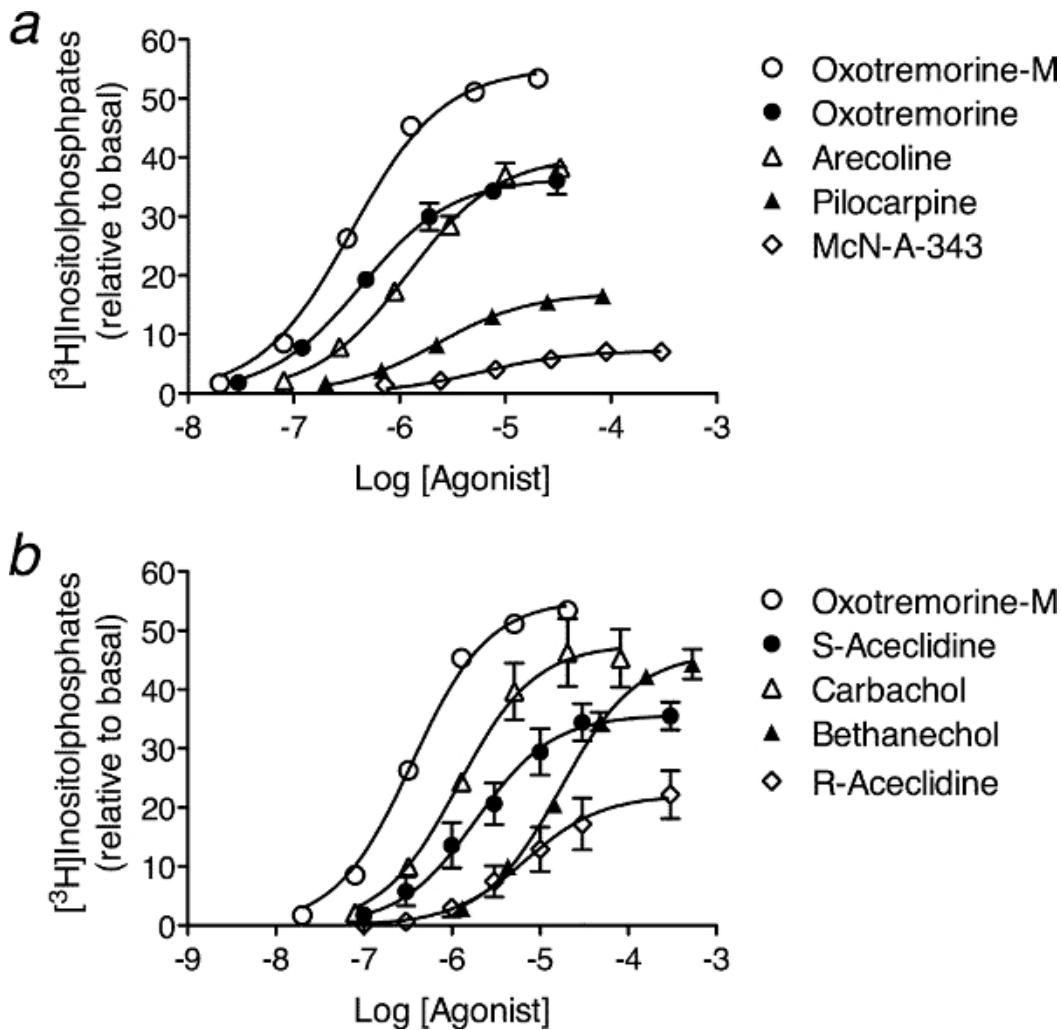 a
[³H]Inositolphosphpates
(relative to basal)
60
50
40
30
20
10
0
-8 -7 -6 -5 -4 -3
Log [Agonist]
Oxotremorine-M
Oxotremorine
Arecoline
Pilocarpine
McN-A-343
b
[³H]Inositolphosphates
(relative to basal)
60
50
40
30
20
10
0
-9 -8 -7 -6 -5 -4 -3
Log [Agonist]
Oxotremorine-M
S-Aceclidine
Carbachol
Bethanechol
R-Aceclidine